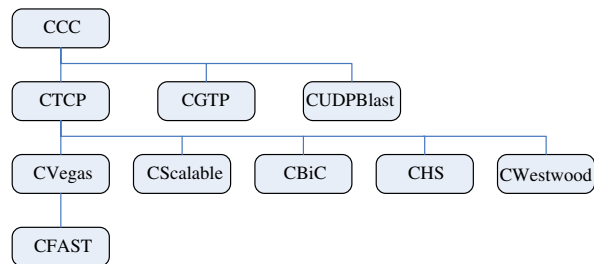 CCC
CTCP
CGTP
CUDPBlast
CVegas
CScalable
CBiC
CHS
CWestwood
CFAST